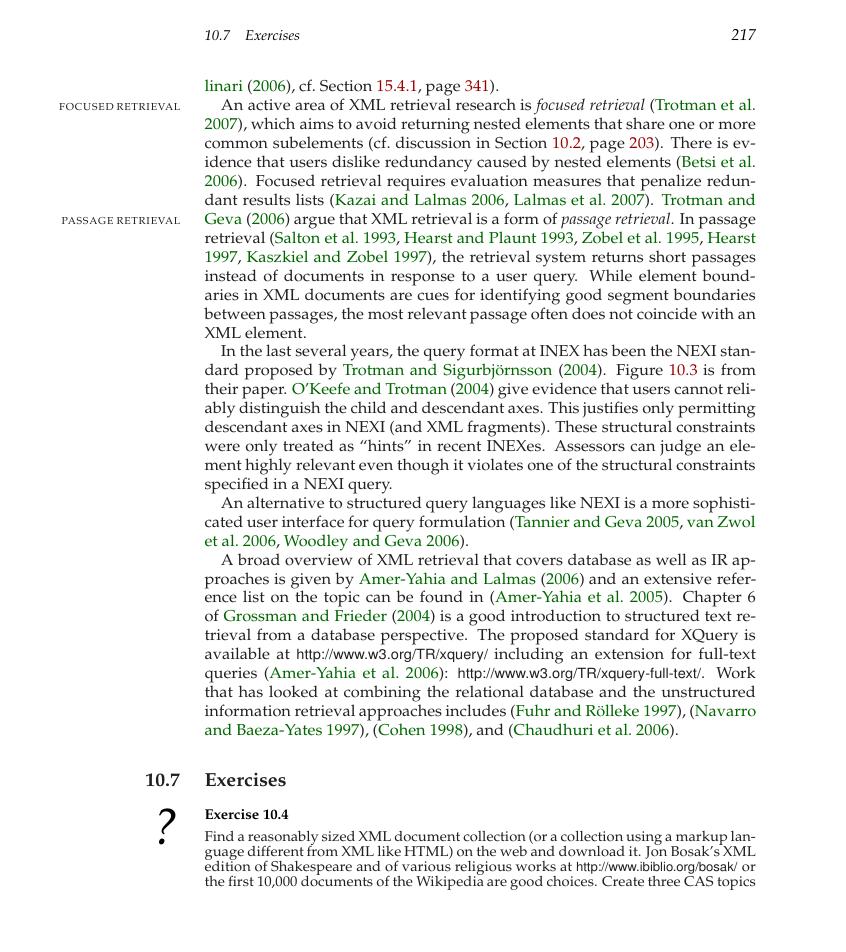 10.7 Exercises 217
linari (2006), cf. Section 15.4.1, page 341).
FOCUSED RETRIEVAL
An active area of XML retrieval research is focused retrieval (Trotman et al.
2007), which aims to avoid returning nested elements that share one or more
common subelements (cf. discussion in Section 10.2, page 203). There is ev-
idence that users dislike redundancy caused by nested elements (Betsi et al.
2006). Focused retrieval requires evaluation measures that penalize redun-
dant results lists (Kazai and Lalmas 2006, Lalmas et al. 2007). Trotman and
PASSAGE RETRIEVAL
Geva (2006) argue that XML retrieval is a form of passage retrieval. In passage
retrieval (Salton et al. 1993, Hearst and Plaunt 1993, Zobel et al. 1995, Hearst
1997, Kaszkiel and Zobel 1997), the retrieval system returns short passages
instead of documents in response to a user query. While element bound-
aries in XML documents are cues for identifying good segment boundaries
between passages, the most relevant passage often does not coincide with an
XML element.
In the last several years, the query format at INEX has been the NEXI stan-
dard proposed by Trotman and Sigurbjörnsson (2004). Figure 10.3 is from
their paper. O'Keefe and Trotman (2004) give evidence that users cannot reli-
ably distinguish the child and descendant axes. This justifies only permitting
descendant axes in NEXI (and XML fragments). These structural constraints
were only treated as "hints" in recent INEXes. Assessors can judge an ele-
ment highly relevant even though it violates one of the structural constraints
specified in a NEXI query.
An alternative to structured query languages like NEXI is a more sophisti-
cated user interface for query formulation (Tannier and Geva 2005, van Zwol
et al. 2006, Woodley and Geva 2006).
A broad overview of XML retrieval that covers database as well as IR ap-
proaches is given by Amer-Yahia and Lalmas (2006) and an extensive refer-
ence list on the topic can be found in (Amer-Yahia et al. 2005). Chapter 6
of Grossman and Frieder (2004) is a good introduction to structured text re-
trieval from a database perspective. The proposed standard for XQuery is
available at http://www.w3.org/TR/xquery/ including an extension for full-text
queries (Amer-Yahia et al. 2006): http://www.w3.org/TR/xquery-full-text/. Work
that has looked at combining the relational database and the unstructured
information retrieval approaches includes (Fuhr and Rölleke 1997), (Navarro
and Baeza-Yates 1997), (Cohen 1998), and (Chaudhuri et al. 2006).
10.7 Exercises
?
Exercise 10.4
Find a reasonably sized XML document collection (or a collection using a markup lan-
guage different from XML like HTML) on the web and download it. Jon Bosak's XML
edition of Shakespeare and of various religious works at http://www.ibiblio.org/bosak/ or
the first 10,000 documents of the Wikipedia are good choices. Create three CAS topics